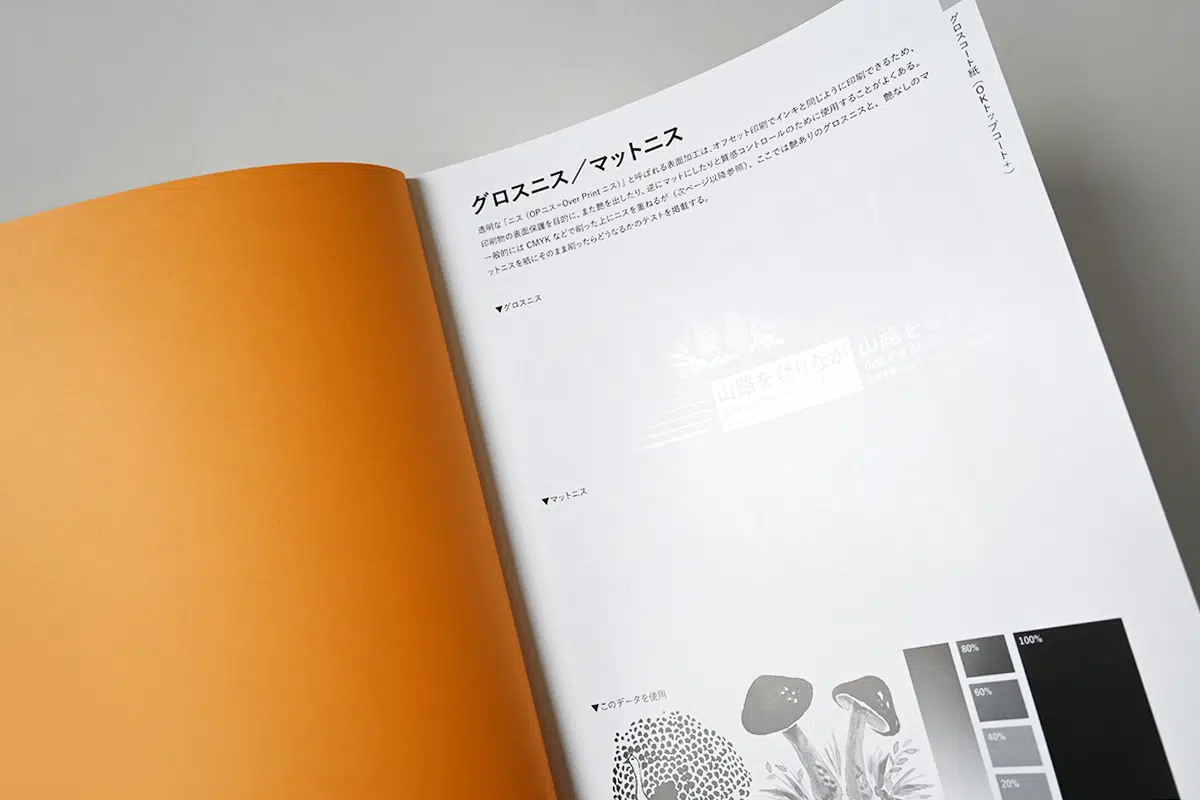 グロスコート紙（OKトップコート＋）
グロスニス／マットニス
透明な「ニス（OPニス=Over Print ニス）」と呼ばれる表面加工は、オフセット印刷でインキと同じように印刷できるため、
印刷物の表面保護を目的に、また艶を出したり、逆にマットにしたりと質感コントロールのために使用することがよくある。
一般的にはCMYKなどで刷った上にニスを重ねるが（次ページ以降参照）、ここでは艶ありのグロスニスと、艶なしのマ
ットニスを紙にそのまま刷ったらどうなるかのテストを掲載する。
▼グロスニス
山路を登りなが
山路を登
▼マットニス
▼このデータを使用
80%
100%
60%
40%
20%